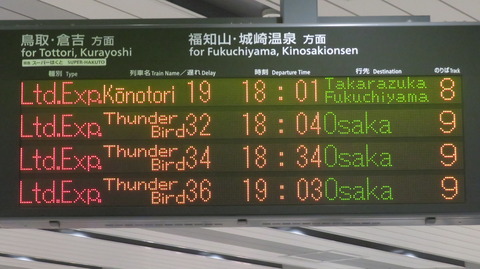 鳥取・倉吉 方面
for Tottori, Kurayoshi
特急 スーパーはくと SUPER HAKUTO
福知山・城崎温泉 方面
for Fukuchiyama, Kinosakionsen
種別 Type 列車名 Train Name/遅れ Delay 時刻 Departure Time 行先 Destination のりば Track
Ltd.Exp. Kōnotori 19 18:01 Takarazuka Fukuchiyama 8
Ltd.Exp. Thunder Bird 32 18:04 Osaka 9
Ltd.Exp. Thunder Bird 34 18:34 Osaka 9
Ltd.Exp. Thunder Bird 36 19:03 Osaka 9